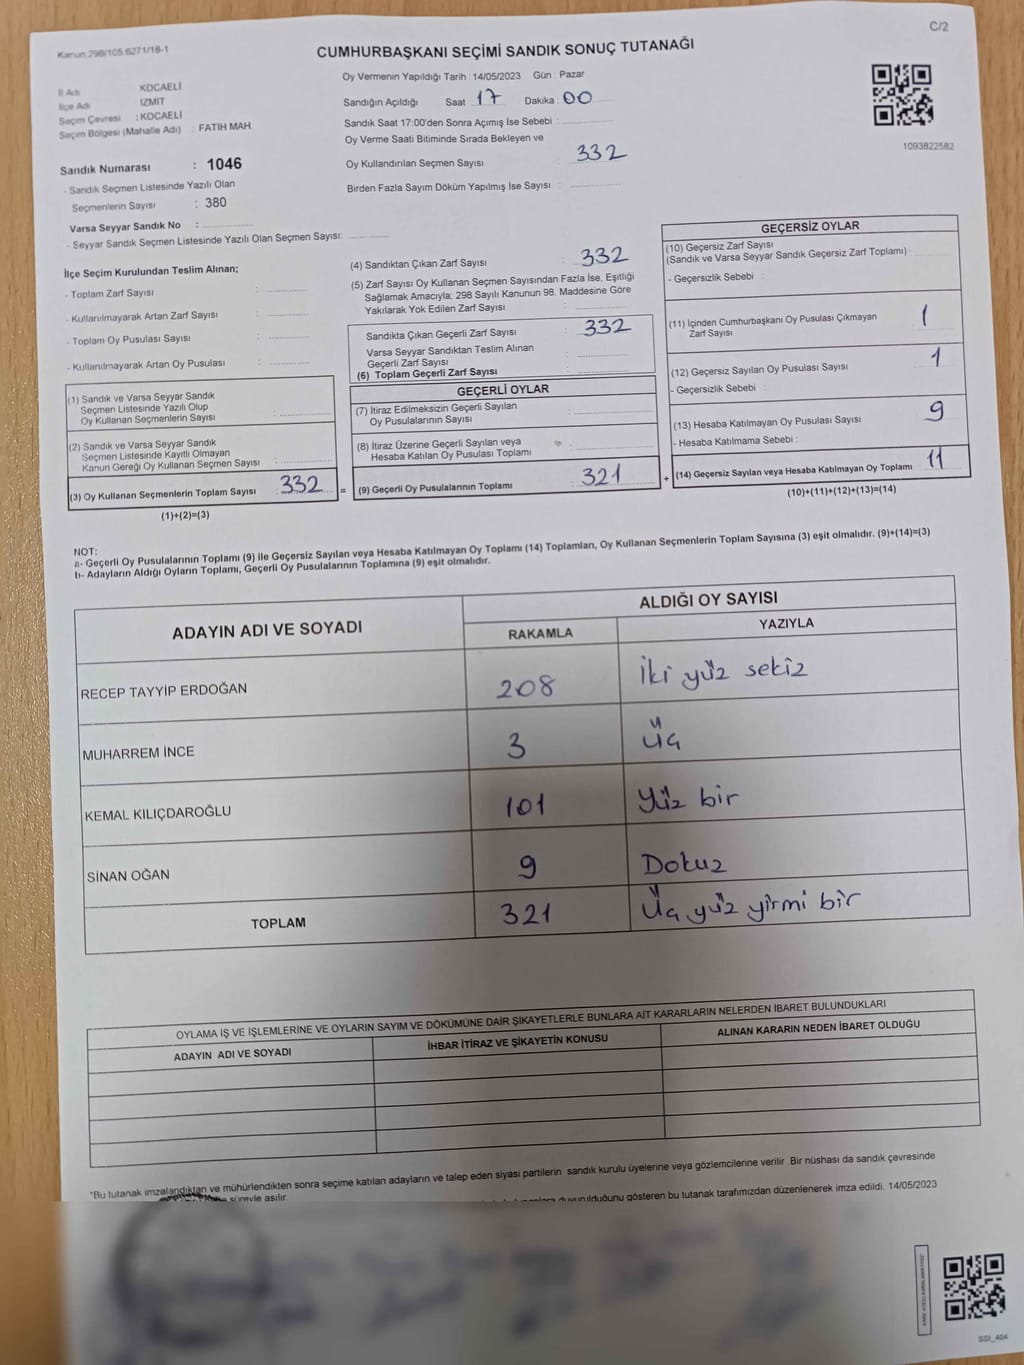 Kanun:298/105.6271/16-1
C/2
CUMHURBAŞKANI SEÇİMİ SANDIK SONUÇ TUTANAĞI
İl Adı KOCAELİ
İlçe Adı İZMİT
Seçim Çevresi : KOCAELİ
Seçim Bölgesi (Mahalle Adı) : FATİH MAH.
Sandık Numarası : 1046
- Sandık Seçmen Listesinde Yazılı Olan
Seçmenlerin Sayısı : 380
Varsa Seyyar Sandık No :
- Seyyar Sandık Seçmen Listesinde Yazılı Olan Seçmen Sayısı:
Oy Vermenin Yapıldığı Tarih : 14/05/2023 Gün : Pazar
Sandığın Açıldığı Saat : 17 Dakika : 00
Sandık Saat 17:00'den Sonra Açımış İse Sebebi :
Oy Verme Saati Bitiminde Sırada Bekleyen ve
Oy Kullandırılan Seçmen Sayısı : 332
Birden Fazla Sayım Döküm Yapılmış İse Sayısı :
1093822582
İlçe Seçim Kurulundan Teslim Alınan;
- Toplam Zarf Sayısı :
- Kullanılmayarak Artan Zarf Sayısı :
- Toplam Oy Pusulası Sayısı :
- Kullanılmayarak Artan Oy Pusulası :
(1) Sandık ve Varsa Seyyar Sandık
Seçmen Listesinde Yazılı Olup
Oy Kullanan Seçmenlerin Sayısı :
(2) Sandık ve Varsa Seyyar Sandık
Seçmen Listesinde Kayıtlı Olmayan
Kanun Gereği Oy Kullanan Seçmen Sayısı :
(3) Oy Kullanan Seçmenlerin Toplam Sayısı : 332 =
(1)+(2)=(3)
(4) Sandıktan Çıkan Zarf Sayısı : 332
(5) Zarf Sayısı Oy Kullanan Seçmen Sayısından Fazla İse, Eşitliği
Sağlamak Amacıyla; 298 Sayılı Kanunun 98. Maddesine Göre
Yakılarak Yok Edilen Zarf Sayısı :
Sandıkta Çıkan Geçerli Zarf Sayısı : 332
Varsa Seyyar Sandıktan Teslim Alınan
Geçerli Zarf Sayısı :
(6) Toplam Geçerli Zarf Sayısı :
GEÇERLİ OYLAR
(7) İtiraz Edilmeksizin Geçerli Sayılan
Oy Pusulalarının Sayısı :
(8) İtiraz Üzerine Geçerli Sayılan veya
Hesaba Katılan Oy Pusulası Toplamı :
(9) Geçerli Oy Pusulalarının Toplamı : 321 +
GEÇERSİZ OYLAR
(10) Geçersiz Zarf Sayısı
(Sandık ve Varsa Seyyar Sandık Geçersiz Zarf Toplamı)
- Geçersizlik Sebebi :
(11) İçinden Cumhurbaşkanı Oy Pusulası Çıkmayan
Zarf Sayısı 1
(12) Geçersiz Sayılan Oy Pusulası Sayısı : 1
- Geçersizlik Sebebi :
(13) Hesaba Katılmayan Oy Pusulası Sayısı : 9
- Hesaba Katılmama Sebebi :
(14) Geçersiz Sayılan veya Hesaba Katılmayan Oy Toplamı : 11
(10)+(11)+(12)+(13)=(14)
NOT:
a- Geçerli Oy Pusulalarının Toplamı (9) ile Geçersiz Sayılan veya Hesaba Katılmayan Oy Toplamı (14) Toplamları, Oy Kullanan Seçmenlerin Toplam Sayısına (3) eşit olmalıdır. (9)+(14)=(3)
b- Adayların Aldığı Oyların Toplamı, Geçerli Oy Pusulalarının Toplamına (9) eşit olmalıdır.
ADAYIN ADI VE SOYADI ALDIĞI OY SAYISI
RAKAMLA YAZIYLA
RECEP TAYYİP ERDOĞAN 208 İki yüz sekiz
MUHARREM İNCE 3 Üç
KEMAL KILIÇDAROĞLU 101 Yüz bir
SİNAN OĞAN 9 Dokuz
TOPLAM 321 Üç yüz yirmi bir
OYLAMA İŞ VE İŞLEMLERİNE VE OYLARIN SAYIM VE DÖKÜMÜNE DAİR ŞİKAYETLERLE BUNLARA AİT KARARLARIN NELERDEN İBARET BULUNDUKLARI
ADAYIN ADI VE SOYADI İHBAR İTİRAZ VE ŞİKAYETİN KONUSU ALINAN KARARIN NEDEN İBARET OLDUĞU
"Bu tutanak imzalandıktan ve mühürlendikten sonra seçime katılan adayların ve talep eden siyasi partilerin sandık kurulu üyelerine veya gözlemcilerine verilir. Bir nüshası da sandık çevresinde
süreyle asılır. duyurulduğunu gösteren bu tutanak tarafımızdan düzenlenerek imza edildi. 14/05/2023
SSI_404